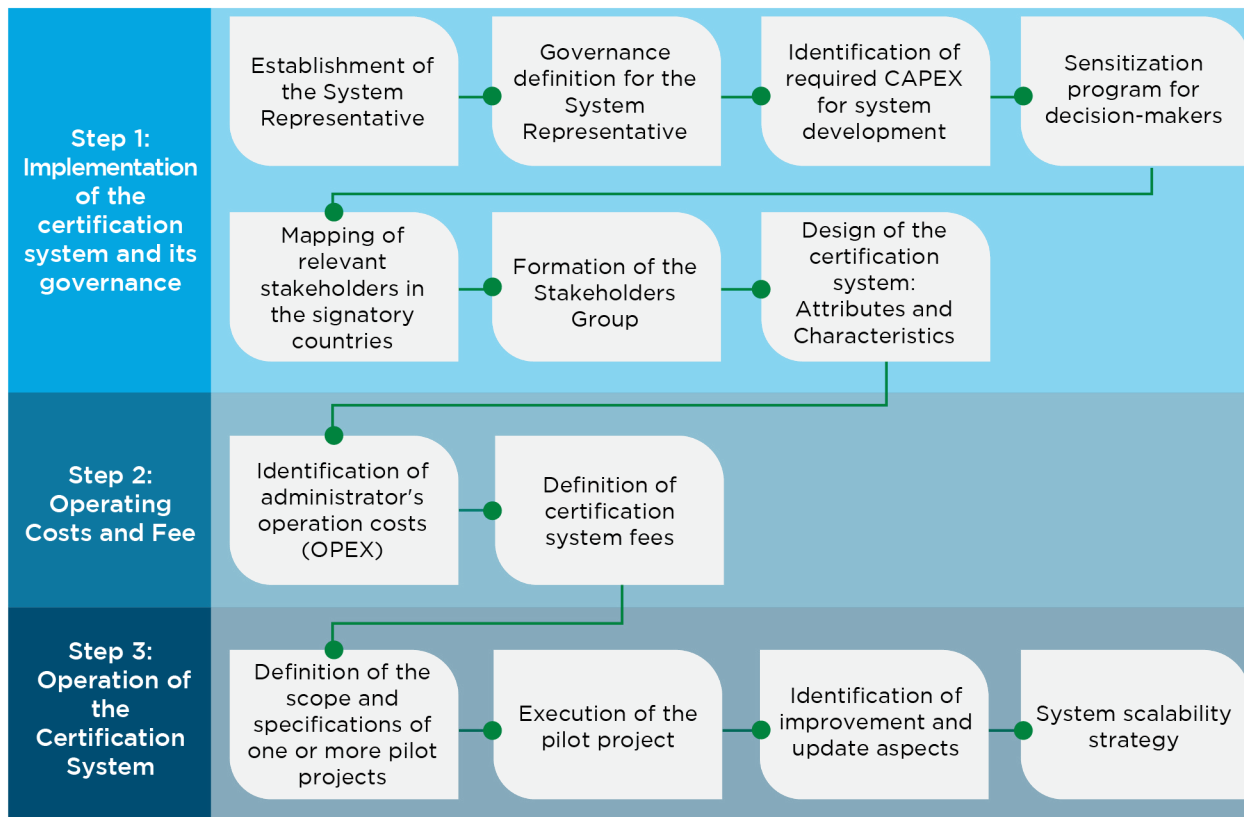 Step 1:
Implementation
of the
certification
system and its
governance
Establishment of
the System
Representative
Governance
definition for the
System
Representative
Identification of
required CAPEX
for system
development
Sensitization
program for
decision-makers
Mapping of
relevant
stakeholders in
the signatory
countries
Formation of the
Stakeholders
Group
Design of the
certification
system:
Attributes and
Characteristics
Step 2:
Operating
Costs and Fee
Identification of
administrator's
operation costs
(OPEX)
Definition of
certification
system fees
Step 3:
Operation of
the
Certification
System
Definition of the
scope and
specifications of
one or more pilot
projects
Execution of the
pilot project
Identification of
improvement and
update aspects
System scalability
strategy